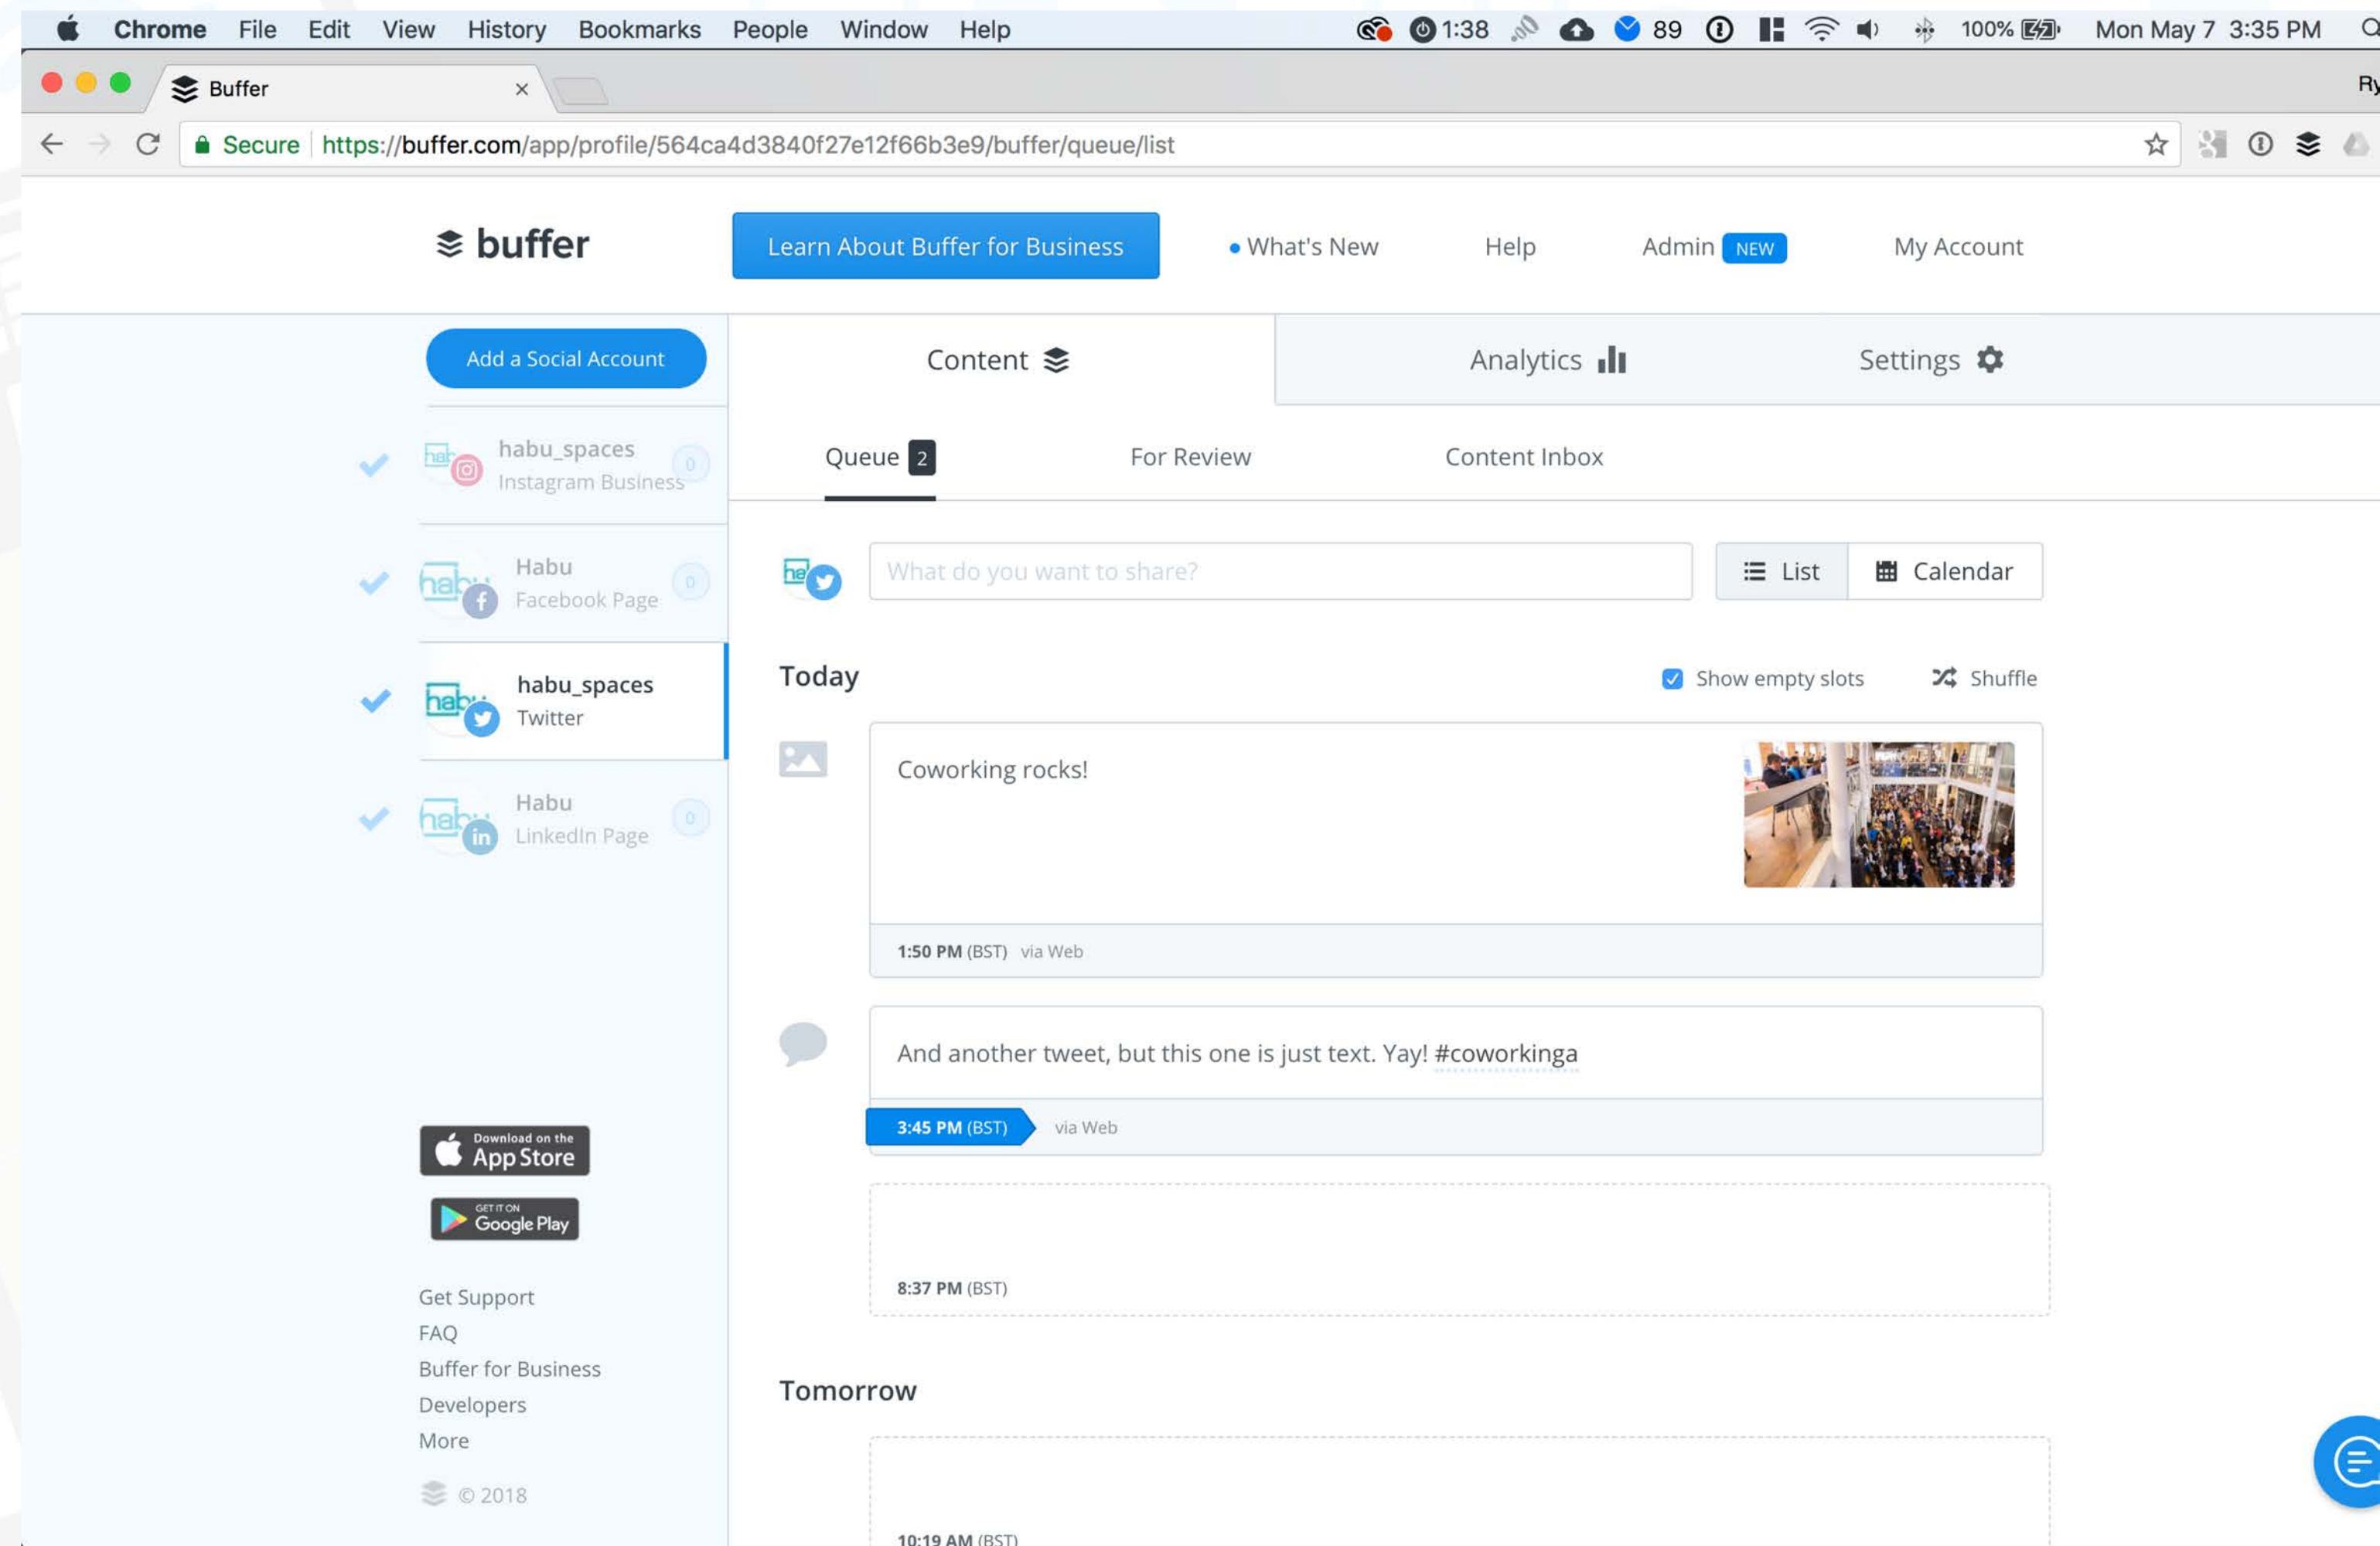 Chrome File Edit View History Bookmarks People Window Help 1:38 89 100% Mon May 7 3:35 PM
Buffer
Secure https://buffer.com/app/profile/564ca4d3840f27e12f66b3e9/buffer/queue/list
buffer Learn About Buffer for Business What's New Help Admin NEW My Account
Add a Social Account
Content Analytics Settings
habu_spaces
Instagram Business
0
Habu
Facebook Page
0
habu_spaces
Twitter
Habu
LinkedIn Page
0
Download on the
App Store
GET IT ON
Google Play
Get Support
FAQ
Buffer for Business
Developers
More
© 2018
Queue 2 For Review Content Inbox
What do you want to share? List Calendar
Today Show empty slots Shuffle
Coworking rocks!
1:50 PM (BST) via Web
And another tweet, but this one is just text. Yay! #coworkinga
3:45 PM (BST) via Web
8:37 PM (BST)
Tomorrow
10:19 AM (BST)